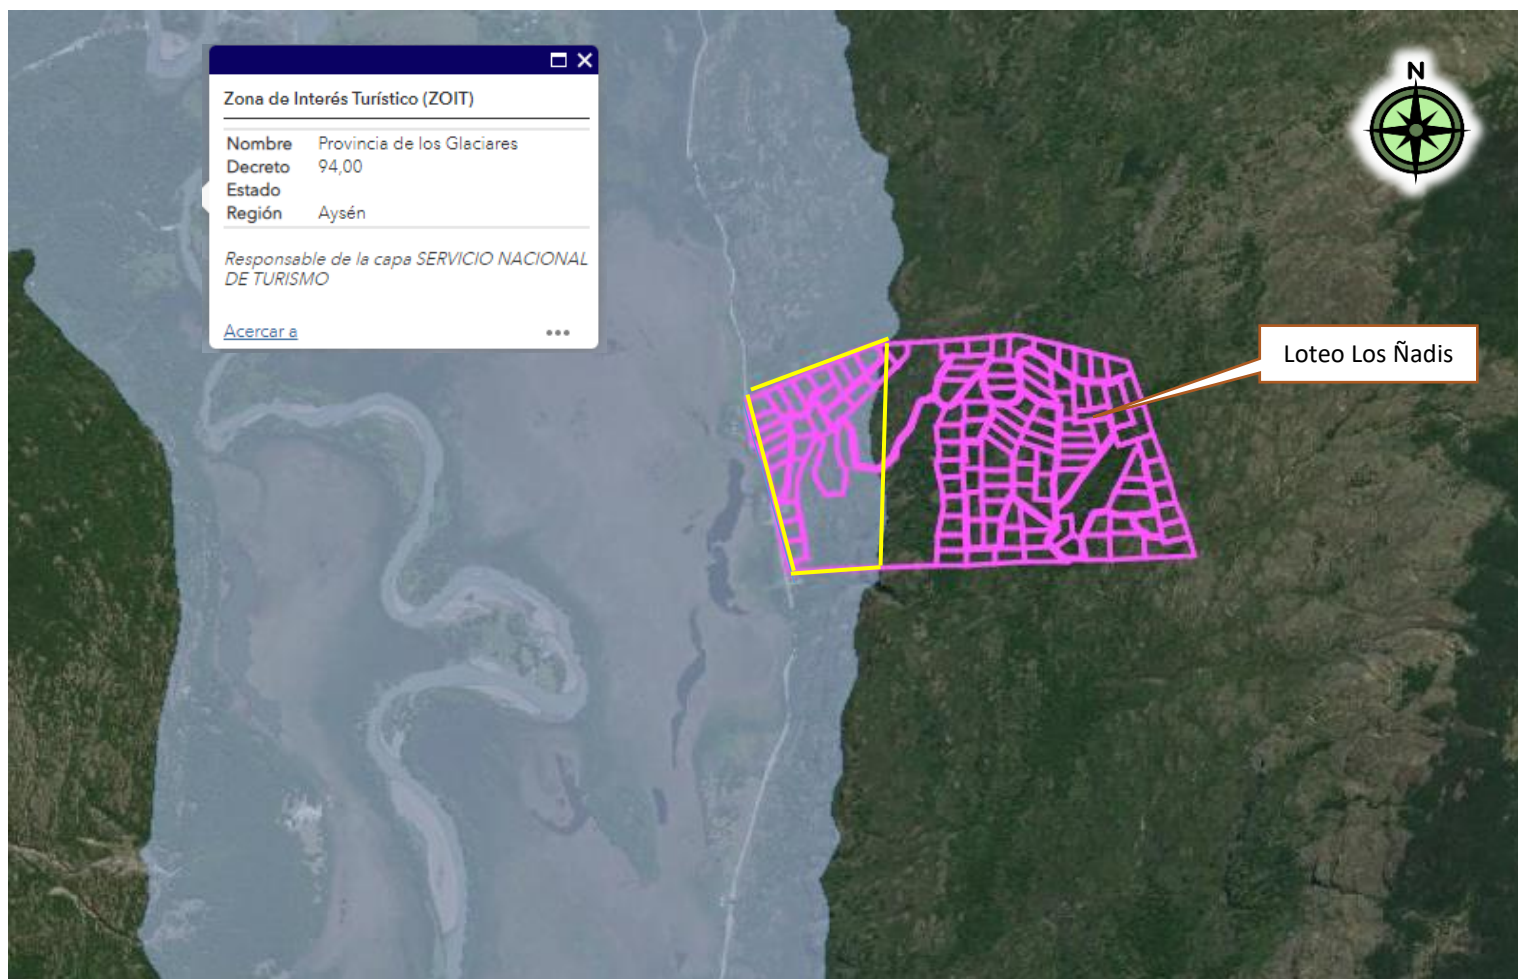 Zona de Interés Turístico (ZOIT)
Nombre Provincia de los Glaciares
Decreto 94,00
Estado
Región Aysén
Responsable de la capa SERVICIO NACIONAL
DE TURISMO
Acercar a
N
Loteo Los Ñadis